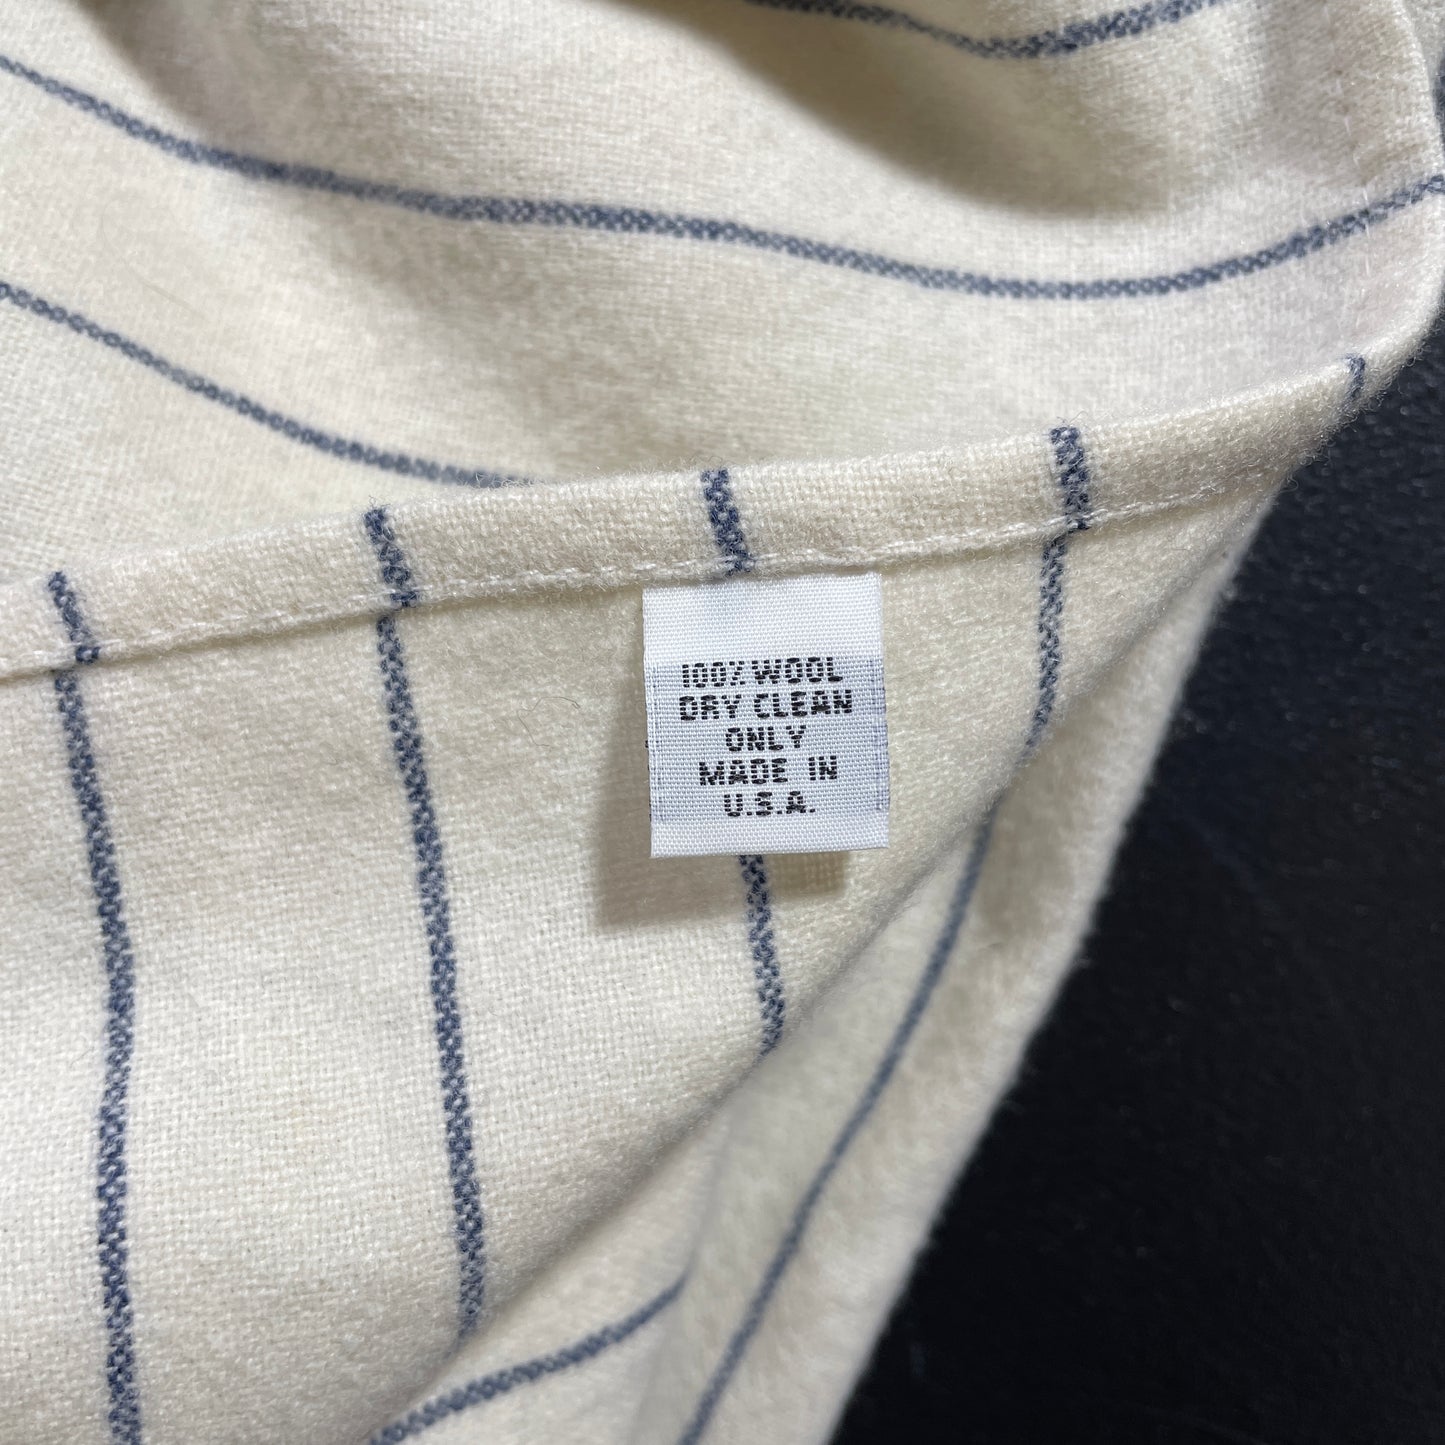 100% WOOL
DRY CLEAN
ONLY
MADE IN
U.S.A.